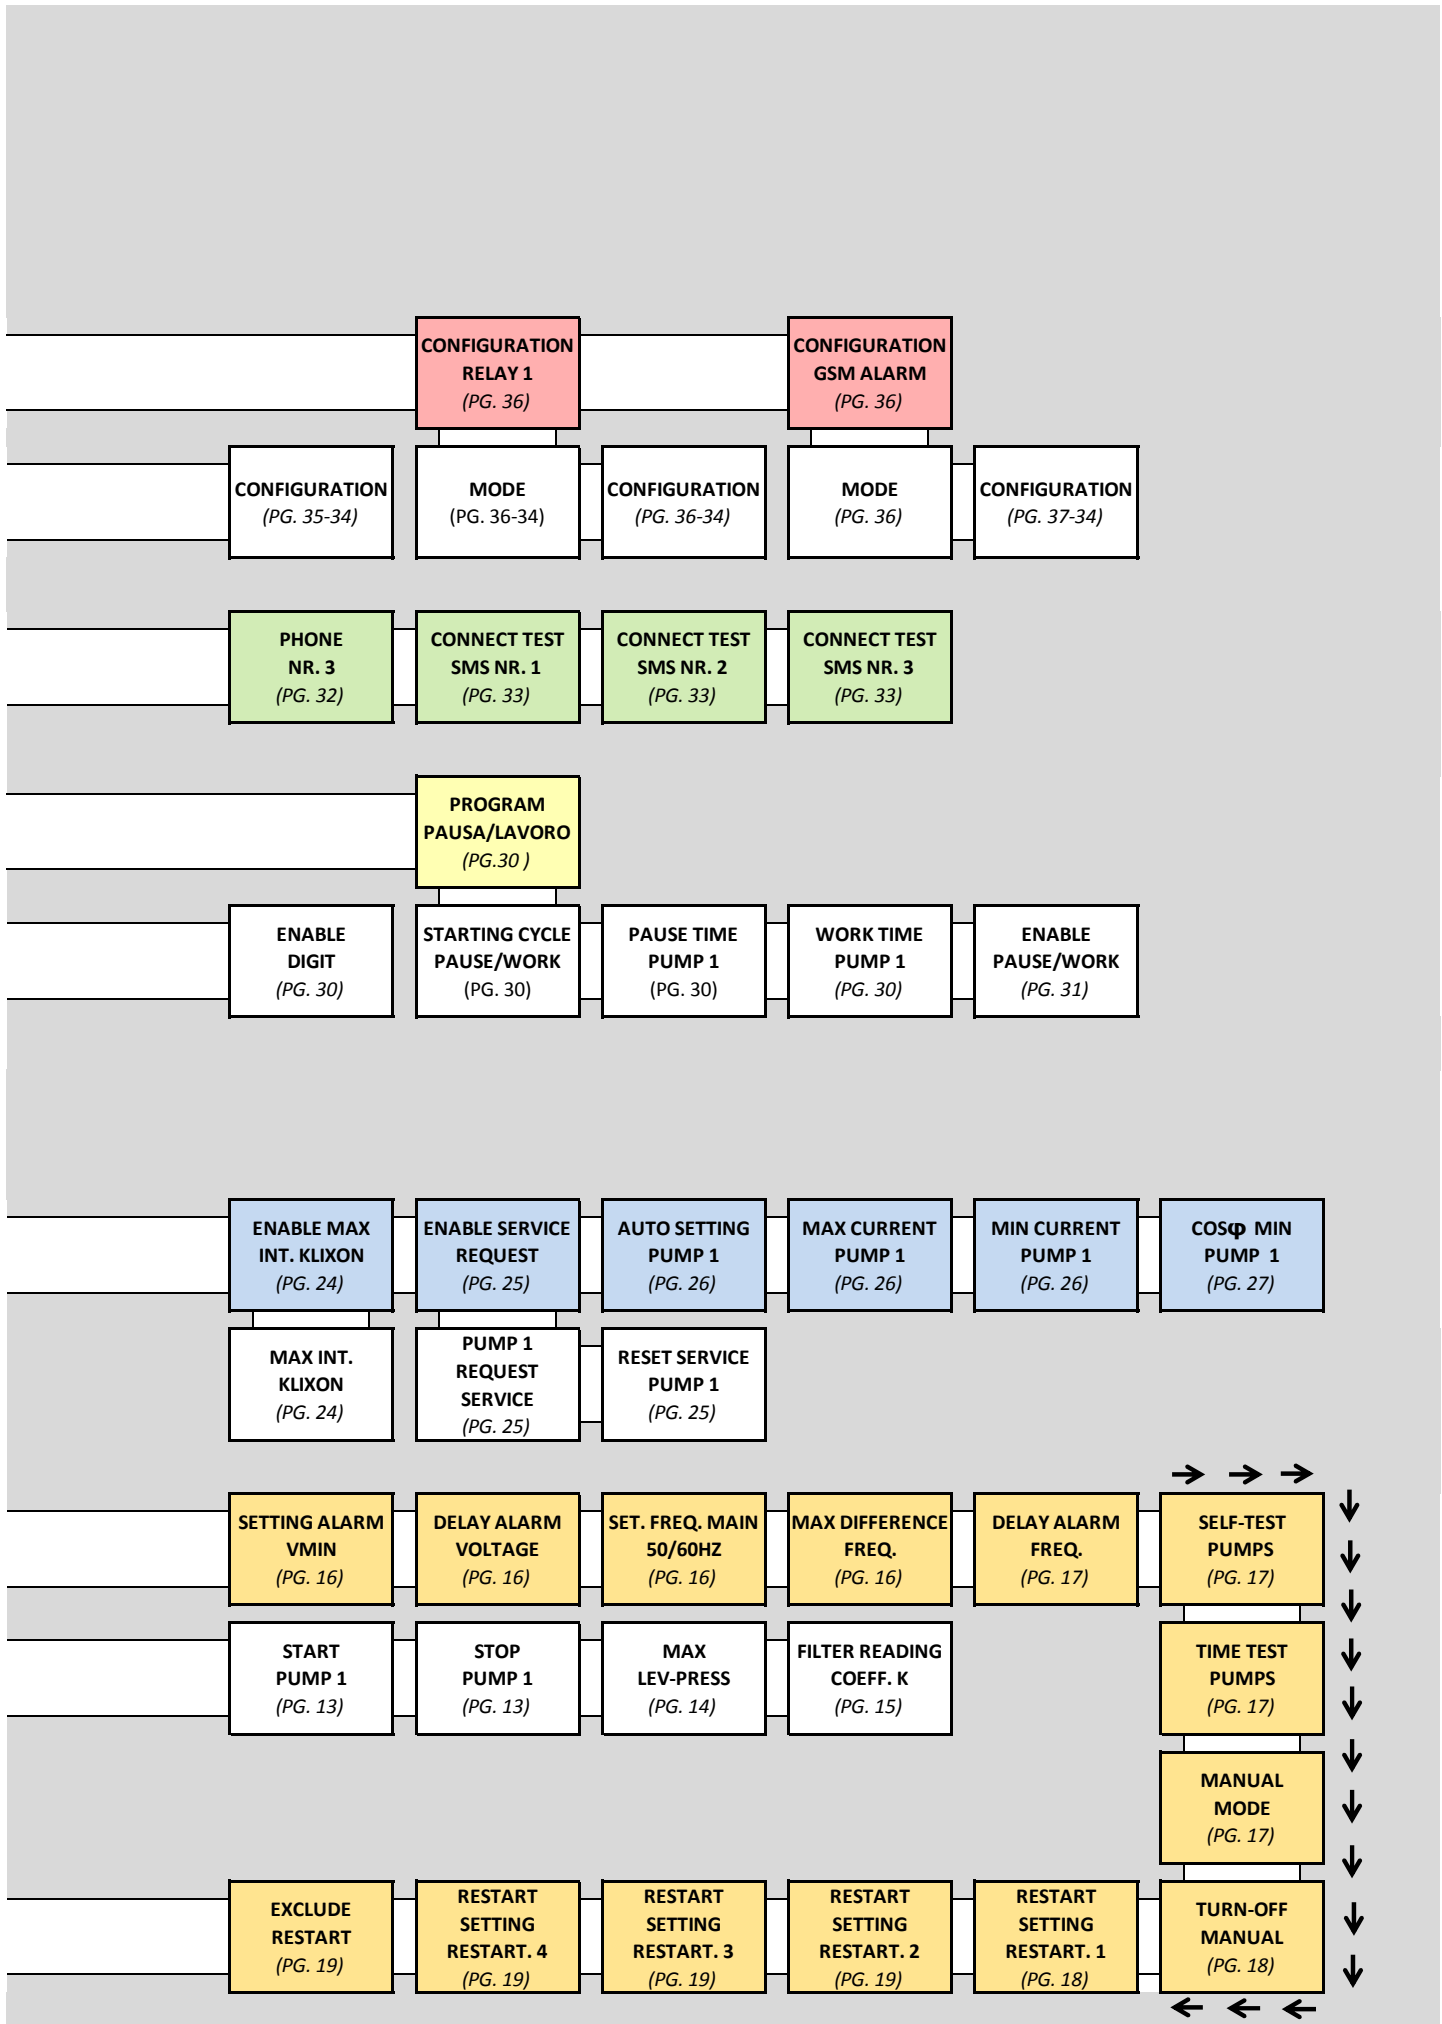 CONFIGURATION
RELAY 1
(PG. 36)
CONFIGURATION
GSM ALARM
(PG. 36)
CONFIGURATION
(PG. 35-34)
MODE
(PG. 36-34)
CONFIGURATION
(PG. 36-34)
MODE
(PG. 36)
CONFIGURATION
(PG. 37-34)
PHONE
NR. 3
(PG. 32)
CONNECT TEST
SMS NR. 1
(PG. 33)
CONNECT TEST
SMS NR. 2
(PG. 33)
CONNECT TEST
SMS NR. 3
(PG. 33)
PROGRAM
PAUSA/LAVORO
(PG.30 )
ENABLE
DIGIT
(PG. 30)
STARTING CYCLE
PAUSE/WORK
(PG. 30)
PAUSE TIME
PUMP 1
(PG. 30)
WORK TIME
PUMP 1
(PG. 30)
ENABLE
PAUSE/WORK
(PG. 31)
ENABLE MAX
INT. KLIXON
(PG. 24)
ENABLE SERVICE
REQUEST
(PG. 25)
AUTO SETTING
PUMP 1
(PG. 26)
MAX CURRENT
PUMP 1
(PG. 26)
MIN CURRENT
PUMP 1
(PG. 26)
COSφ MIN
PUMP 1
(PG. 27)
MAX INT.
KLIXON
(PG. 24)
PUMP 1
REQUEST
SERVICE
(PG. 25)
RESET SERVICE
PUMP 1
(PG. 25)
SETTING ALARM
VMIN
(PG. 16)
DELAY ALARM
VOLTAGE
(PG. 16)
SET. FREQ. MAIN
50/60HZ
(PG. 16)
MAX DIFFERENCE
FREQ.
(PG. 16)
DELAY ALARM
FREQ.
(PG. 17)
SELF-TEST
PUMPS
(PG. 17)
START
PUMP 1
(PG. 13)
STOP
PUMP 1
(PG. 13)
MAX
LEV-PRESS
(PG. 14)
FILTER READING
COEFF. K
(PG. 15)
TIME TEST
PUMPS
(PG. 17)
MANUAL
MODE
(PG. 17)
EXCLUDE
RESTART
(PG. 19)
RESTART
SETTING
RESTART. 4
(PG. 19)
RESTART
SETTING
RESTART. 3
(PG. 19)
RESTART
SETTING
RESTART. 2
(PG. 19)
RESTART
SETTING
RESTART. 1
(PG. 18)
TURN-OFF
MANUAL
(PG. 18)